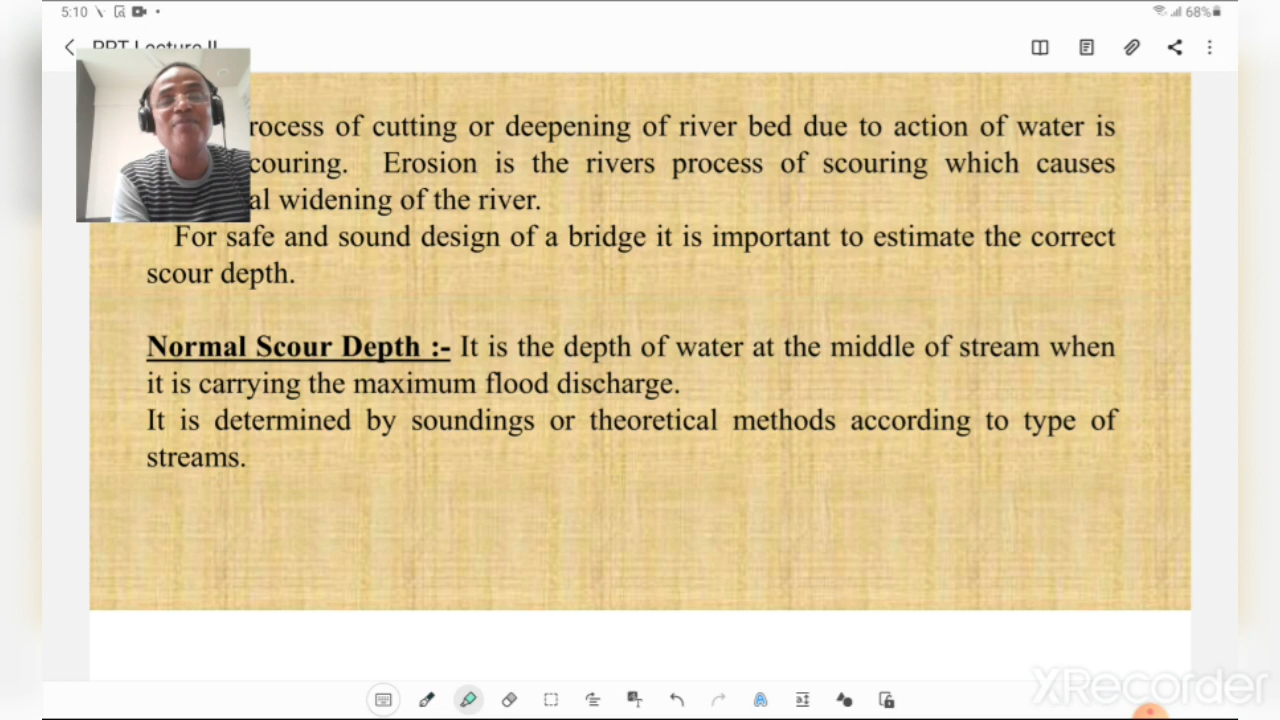 5:10
68%
PPT Lecture II
rocess of cutting or deepening of river bed due to action of water is
couring. Erosion is the rivers process of scouring which causes
al widening of the river.
For safe and sound design of a bridge it is important to estimate the correct
scour depth.
Normal Scour Depth :- It is the depth of water at the middle of stream when
it is carrying the maximum flood discharge.
It is determined by soundings or theoretical methods according to type of
streams.
XRecorder